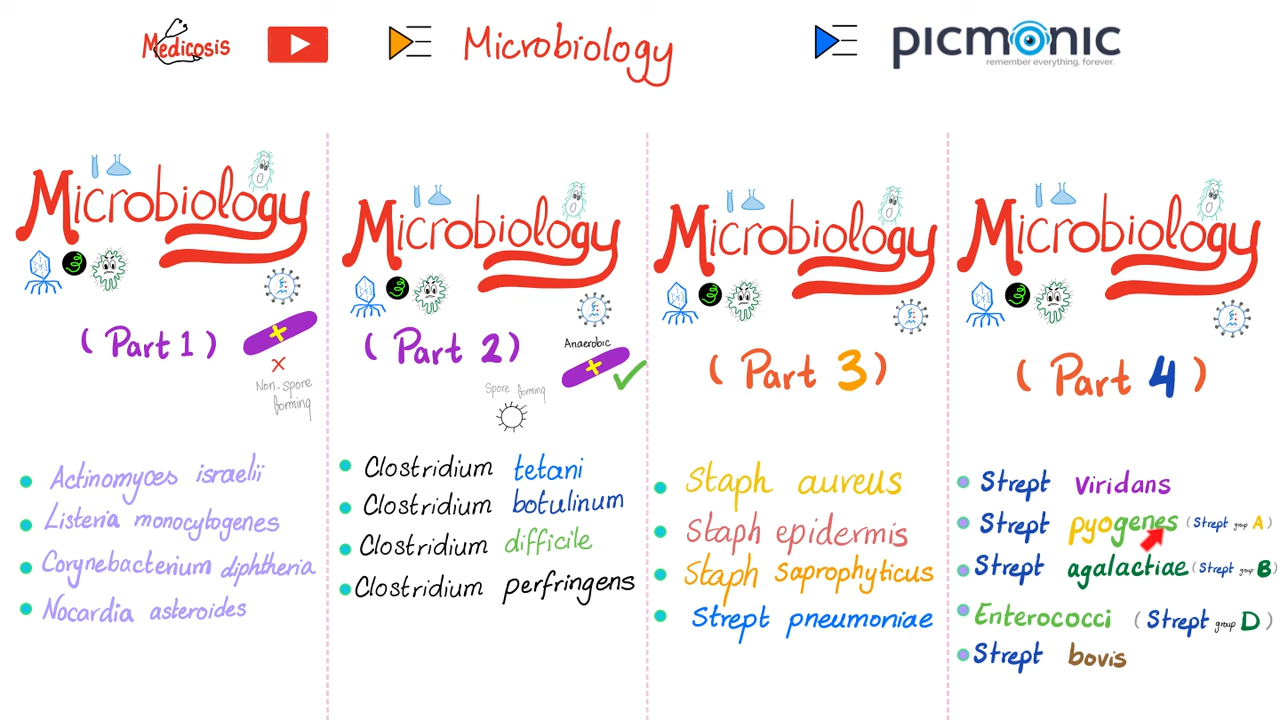 Medicosis
Microbiology
picmonic
remember everything. forever.
Microbiology
(Part 1)
Non-spore
forming
Actinomyces israelii
Listeria monocytogenes
Corynebacterium diphtheria
Nocardia asteroides
Microbiology
(Part 2)
Anaerobic
Spore forming
Clostridium tetani
Clostridium botulinum
Clostridium difficile
Clostridium perfringens
Microbiology
(Part 3)
Staph aureus
Staph epidermis
Staph saprophyticus
Strept pneumoniae
Microbiology
(Part 4)
Strept viridans
Strept pyogenes (Strept group A)
Strept agalactiae (Strept group B)
Enterococci (Strept group D)
Strept bovis